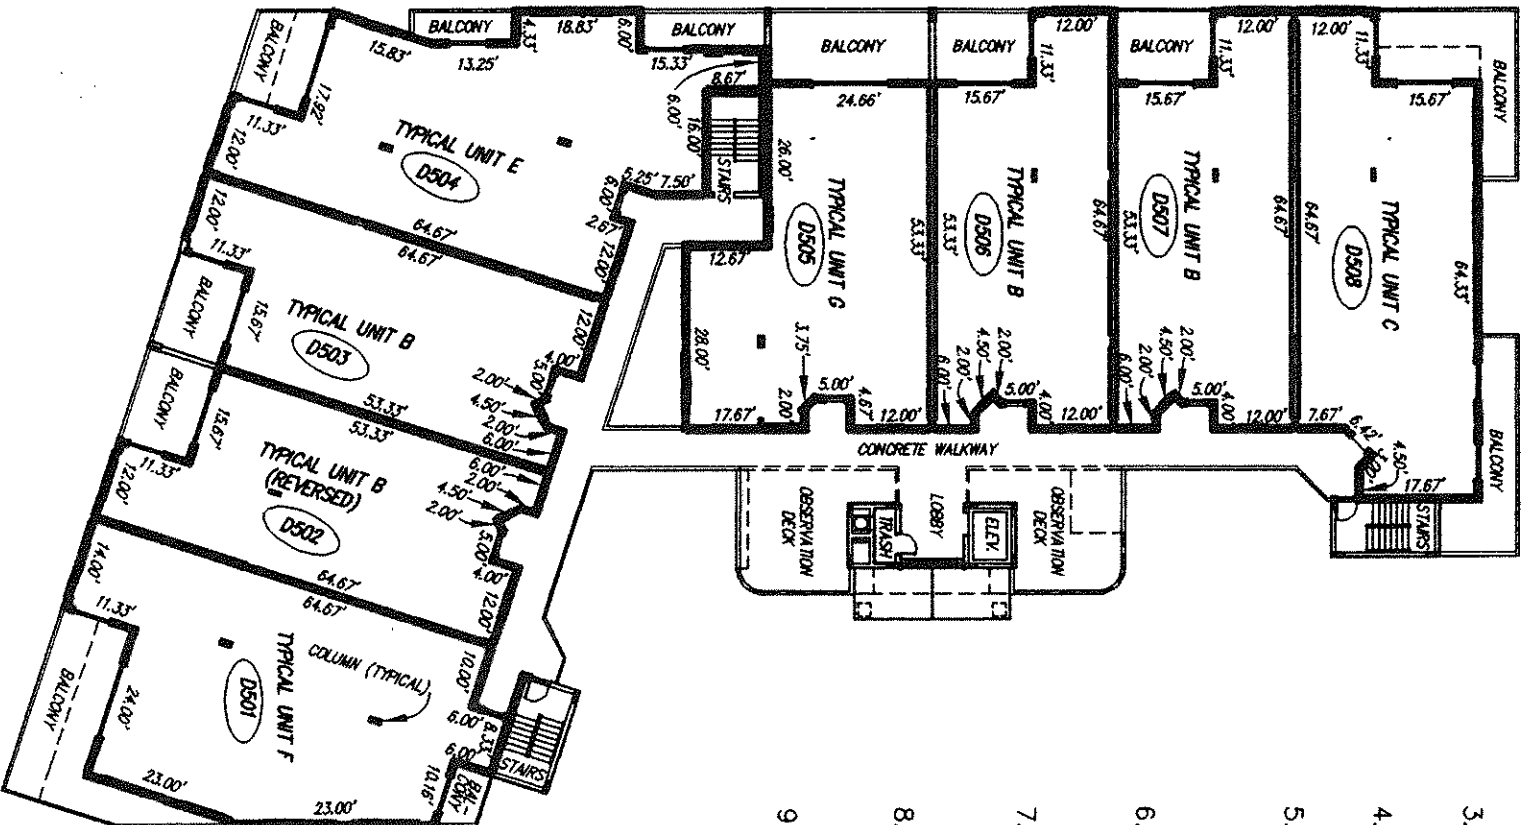 BALCONY
BALCONY
BALCONY
BALCONY
BALCONY
BALCONY
BALCONY
4.33'
18.83'
6.00'
12.00'
12.00'
12.00'
11.33'
11.33'
11.33'
15.83'
13.25'
15.33'
8.67'
6.00'
24.66'
15.67'
15.67'
15.67'
17.92'
11.33'
12.00'
TYPICAL UNIT E
D504
16.00'
STAIRS
26.00'
5.25'
7.50'
6.00'
2.67'
12.00'
64.67'
64.67'
12.00'
11.33'
BALCONY
15.67'
TYPICAL UNIT B
D503
12.00'
4.00'
5.00'
2.00'
4.50'
2.00'
6.00'
53.33'
53.33'
BALCONY
15.67'
11.33'
12.00'
TYPICAL UNIT B
(REVERSED)
D502
6.00'
2.00'
4.50'
2.00'
5.00'
4.00'
12.00'
64.67'
64.67'
14.00'
11.33'
BALCONY
24.00'
23.00'
23.00'
TYPICAL UNIT F
D501
COLUMN (TYPICAL)
10.00'
6.00'
8.33'
6.00'
10.16'
BAL-
CONY
STAIRS
TYPICAL UNIT G
D505
12.67'
28.00'
17.67'
2.00'
3.75'
5.00'
4.67'
12.00'
53.33'
53.33'
TYPICAL UNIT B
D506
6.00'
2.00'
4.50'
2.00'
5.00'
4.00'
12.00'
64.67'
53.33'
TYPICAL UNIT B
D507
6.00'
2.00'
4.50'
2.00'
5.00'
4.00'
12.00'
64.67'
64.67'
TYPICAL UNIT C
D508
64.33'
7.67'
6.42'
4.50'
17.67'
BALCONY
STAIRS
CONCRETE WALKWAY
OBSERVATION
DECK
TRASH
LOBBY
ELEV.
OBSERVATION
DECK
3.
4.
5.
6.
7.
8.
9